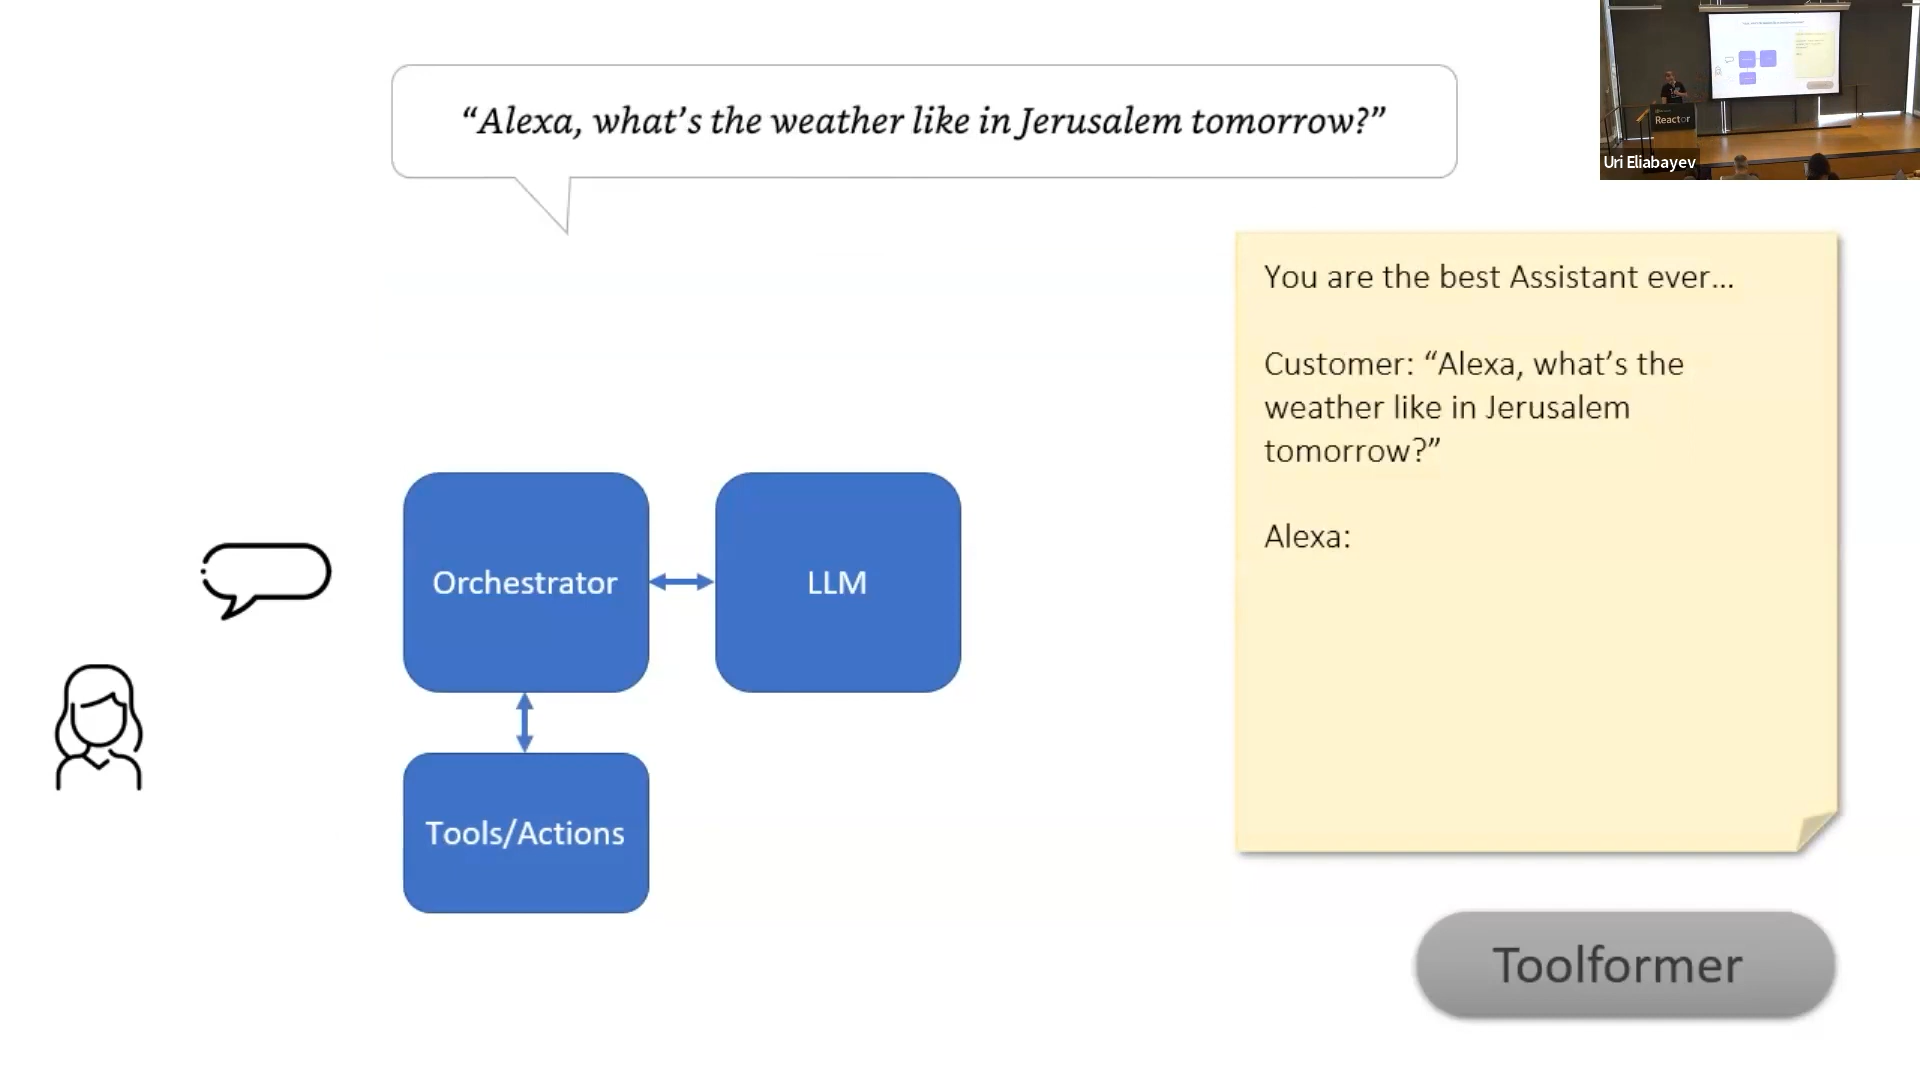 “Alexa, what’s the weather like in Jerusalem tomorrow?”
Reactor
Uri Eliabayev
You are the best Assistant ever...
Customer: “Alexa, what’s the
weather like in Jerusalem
tomorrow?”
Alexa:
Orchestrator
LLM
Tools/Actions
Toolformer